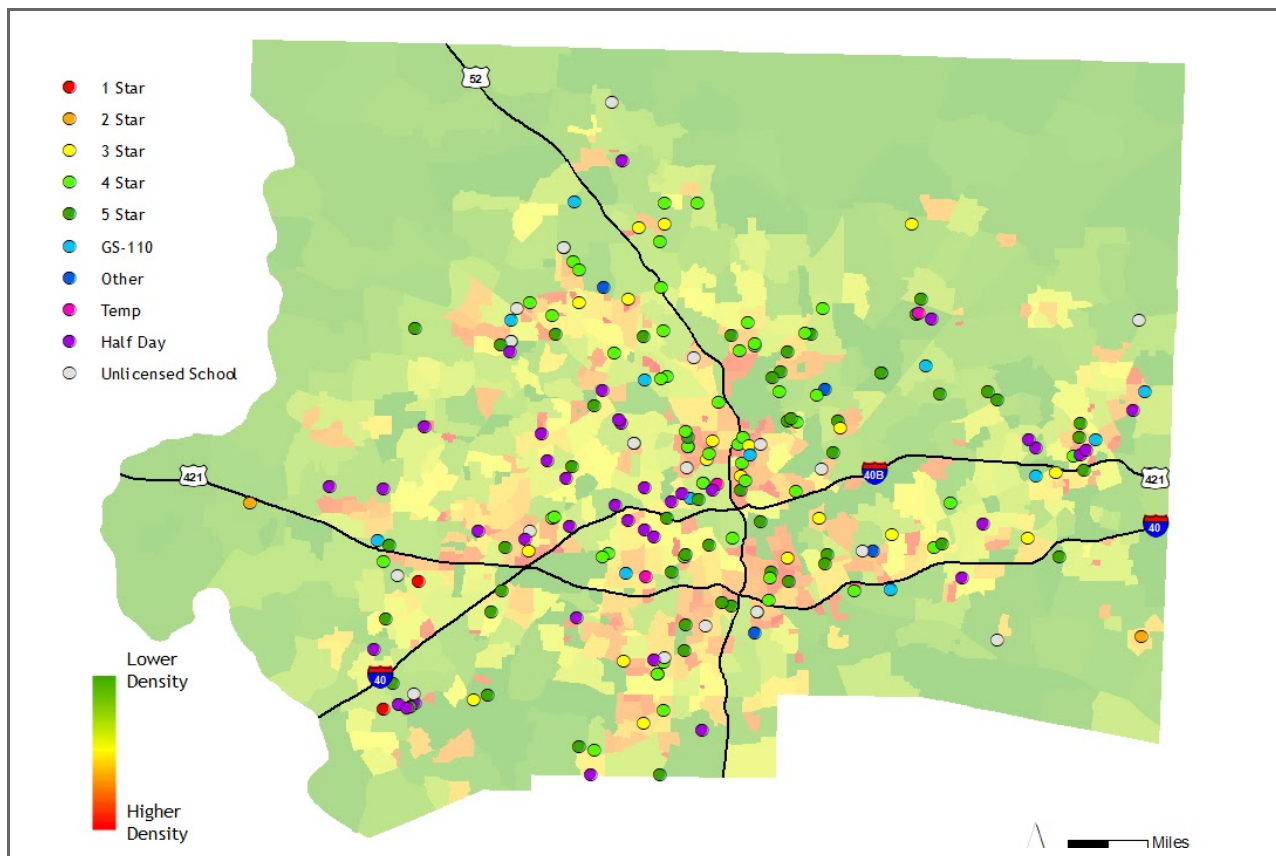 52
1 Star
2 Star
3 Star
4 Star
5 Star
GS-110
Other
Temp
Half Day
Unlicensed School
421
40B
421
40
Lower
Density
40
Higher
Density
Miles